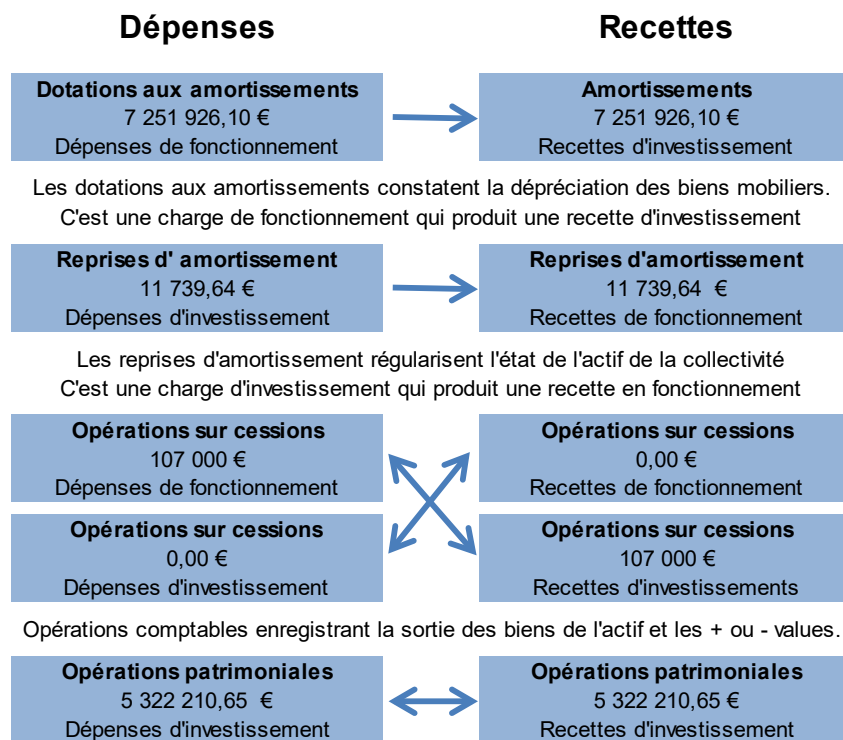 Dépenses
Recettes
Dotations aux amortissements
7 251 926,10 €
Dépenses de fonctionnement
Amortissements
7 251 926,10 €
Recettes d'investissement
Les dotations aux amortissements constatent la dépréciation des biens mobiliers.
C'est une charge de fonctionnement qui produit une recette d'investissement
Reprises d' amortissement
11 739,64 €
Dépenses d'investissement
Reprises d'amortissement
11 739,64 €
Recettes de fonctionnement
Les reprises d'amortissement régularisent l'état de l'actif de la collectivité
C'est une charge d'investissement qui produit une recette en fonctionnement
Opérations sur cessions
107 000 €
Dépenses de fonctionnement
Opérations sur cessions
0,00 €
Recettes de fonctionnement
Opérations sur cessions
0,00 €
Dépenses d'investissement
Opérations sur cessions
107 000 €
Recettes d'investissements
Opérations comptables enregistrant la sortie des biens de l'actif et les + ou - values.
Opérations patrimoniales
5 322 210,65 €
Dépenses d'investissement
Opérations patrimoniales
5 322 210,65 €
Recettes d'investissement